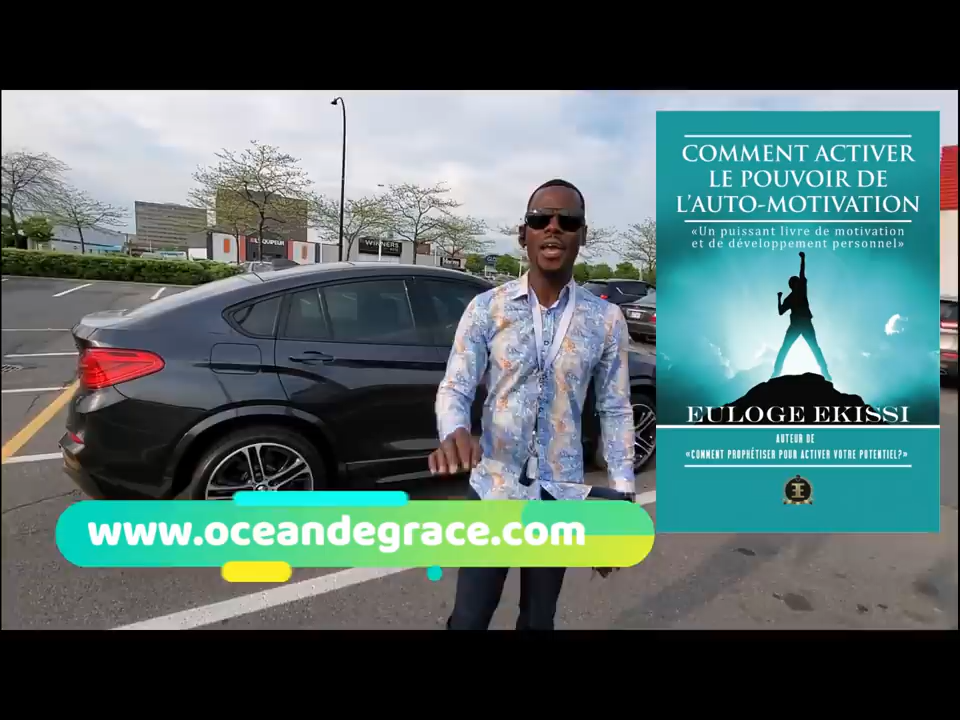 COMMENT ACTIVER
LE POUVOIR DE
L'AUTO-MOTIVATION
«Un puissant livre de motivation
et de développement personnel»
EULOGE EKISSI
AUTEUR DE
«COMMENT PROPHÉTISER POUR ACTIVER VOTRE POTENTIEL?»
WINNERS
www.oceandegrace.com